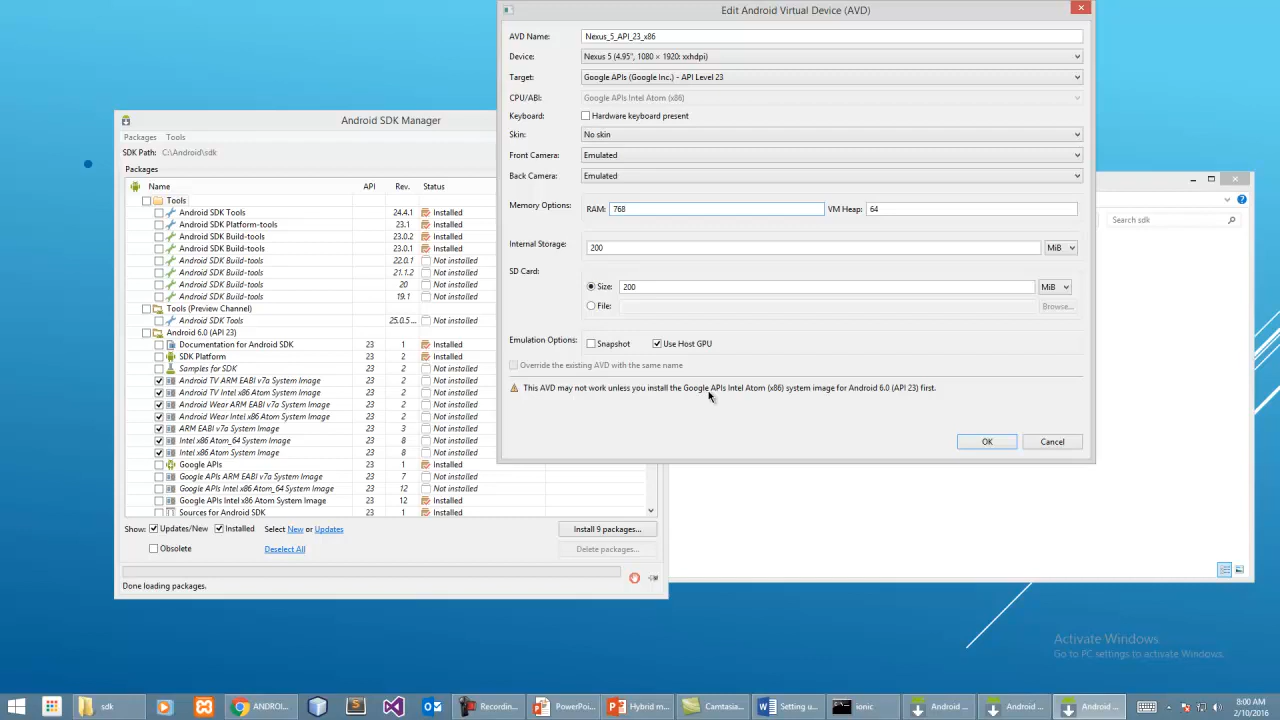 Edit Android Virtual Device (AVD)
AVD Name: Nexus_5_API_23_x86
Device: Nexus 5 (4.95", 1080 × 1920: xxhdpi)
Target: Google APIs (Google Inc.) - API Level 23
CPU/ABI: Google APIs Intel Atom (x86)
Keyboard: Hardware keyboard present
Skin: No skin
Front Camera: Emulated
Back Camera: Emulated
Memory Options: RAM: 768 VM Heap: 64
Internal Storage: 200 MiB
SD Card:
Size: 200 MiB
File: Browse...
Emulation Options: Snapshot Use Host GPU
Override the existing AVD with the same name
This AVD may not work unless you install the Google APIs Intel Atom (x86) system image for Android 6.0 (API 23) first.
OK Cancel
Android SDK Manager
Packages Tools
SDK Path: C:\Android\sdk
Packages
Name API Rev. Status
Tools
Android SDK Tools 24.4.1 Installed
Android SDK Platform-tools 23.1 Installed
Android SDK Build-tools 23.0.2 Installed
Android SDK Build-tools 23.0.1 Installed
Android SDK Build-tools 22.0.1 Not installed
Android SDK Build-tools 21.1.2 Not installed
Android SDK Build-tools 20 Not installed
Android SDK Build-tools 19.1 Not installed
Tools (Preview Channel)
Android SDK Tools 25.0.5 ... Not installed
Android 6.0 (API 23)
Documentation for Android SDK 23 1 Installed
SDK Platform 23 2 Installed
Samples for SDK 23 2 Not installed
Android TV ARM EABI v7a System Image 23 2 Not installed
Android TV Intel x86 Atom System Image 23 2 Not installed
Android Wear ARM EABI v7a System Image 23 2 Not installed
Android Wear Intel x86 Atom System Image 23 2 Not installed
ARM EABI v7a System Image 23 3 Not installed
Intel x86 Atom_64 System Image 23 8 Not installed
Intel x86 Atom System Image 23 8 Not installed
Google APIs 23 1 Installed
Google APIs ARM EABI v7a System Image 23 7 Not installed
Google APIs Intel x86 Atom_64 System Image 23 12 Not installed
Google APIs Intel x86 Atom System Image 23 12 Installed
Sources for Android SDK 23 1 Installed
Show: Updates/New Installed Select New or Updates Install 9 packages...
Obsolete Deselect All Delete packages...
Done loading packages.
Search sdk
Activate Windows
Go to PC settings to activate Windows.
sdk ANDROI... Recordin... PowerPoi... Hybrid m... Camtasia... Setting u... ionic Android ... Android ... Android ... 8:00 AM
2/10/2016